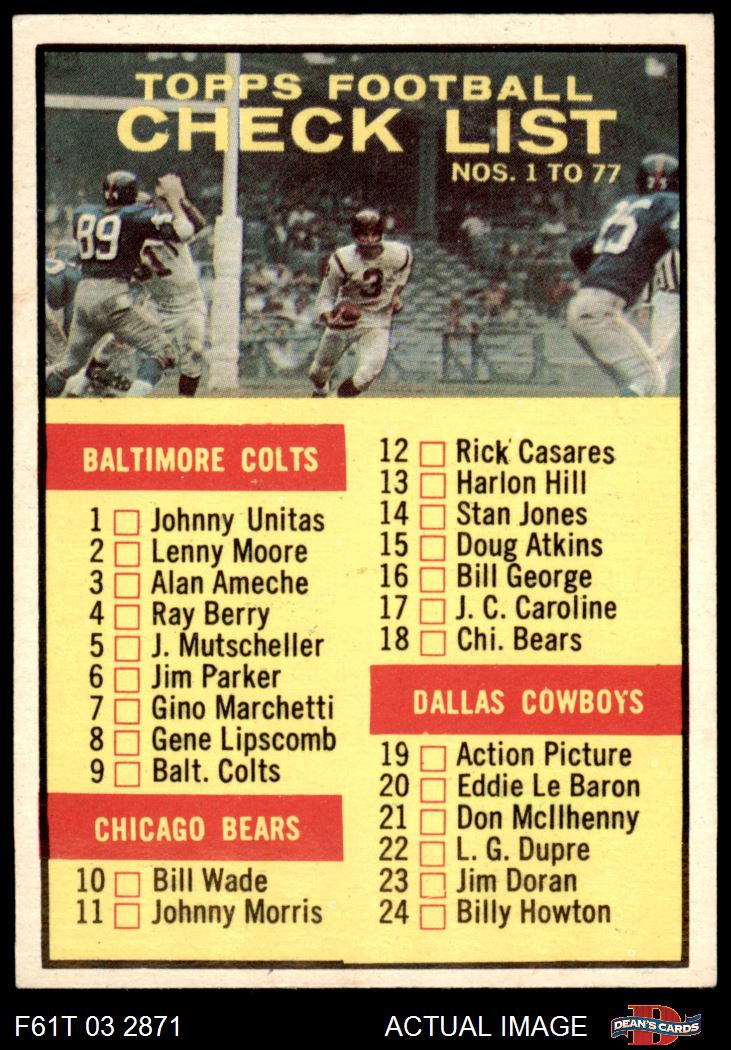 TOPPS FOOTBALL
CHECK LIST
NOS. 1 TO 77
89
3
25
BALTIMORE COLTS
1 Johnny Unitas
2 Lenny Moore
3 Alan Ameche
4 Ray Berry
5 J. Mutscheller
6 Jim Parker
7 Gino Marchetti
8 Gene Lipscomb
9 Balt. Colts
CHICAGO BEARS
10 Bill Wade
11 Johnny Morris
12 Rick Casares
13 Harlon Hill
14 Stan Jones
15 Doug Atkins
16 Bill George
17 J. C. Caroline
18 Chi. Bears
DALLAS COWBOYS
19 Action Picture
20 Eddie Le Baron
21 Don McIlhenny
22 L. G. Dupre
23 Jim Doran
24 Billy Howton
F61T 03 2871
ACTUAL IMAGE
D
DEAN'S CARDS